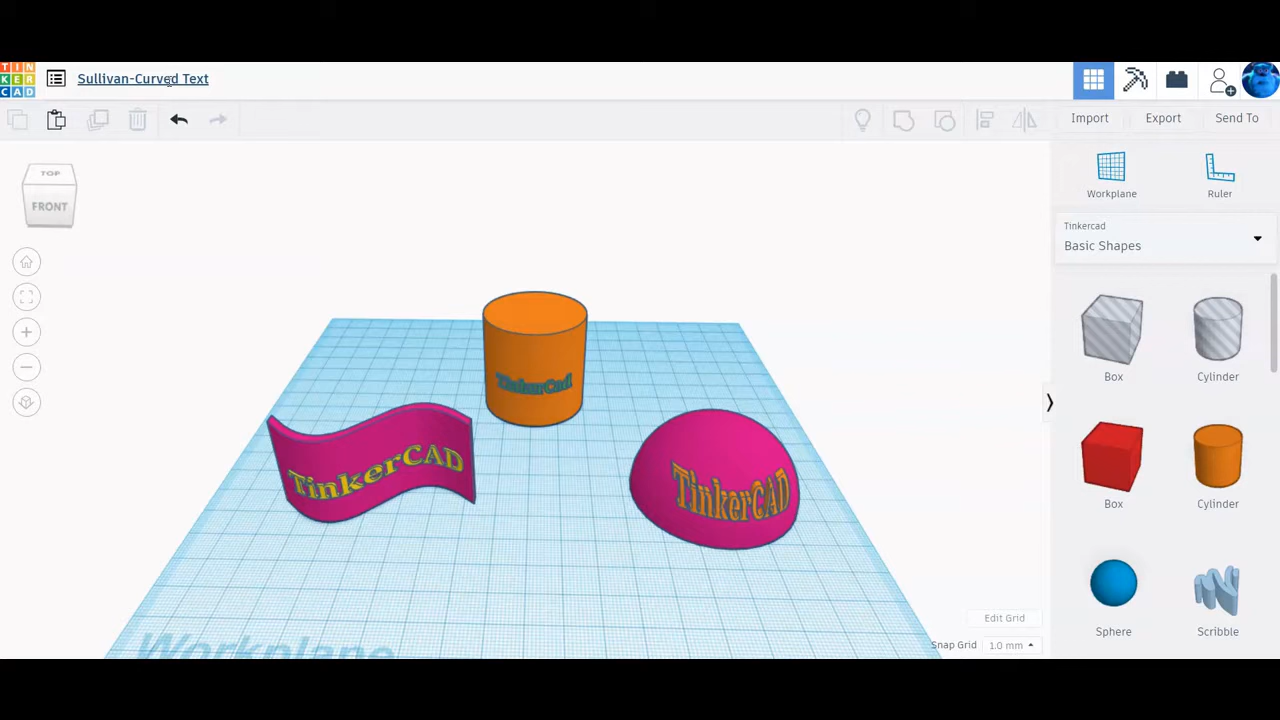 TIN
KER
CAD
Sullivan-Curved Text
Import
Export
Send To
TOP
FRONT
Workplane
Ruler
Tinkercad
Basic Shapes
Box
Cylinder
Box
Cylinder
Sphere
Scribble
TinkerCad
TinkerCAD
TinkerCAD
Workplane
Edit Grid
Snap Grid
1.0 mm